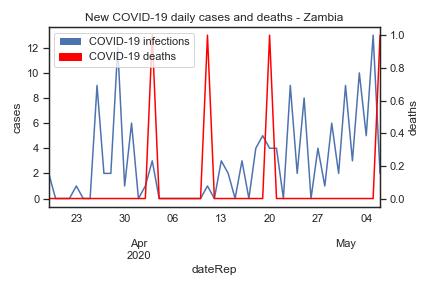 New COVID-19 daily cases and deaths - Zambia
COVID-19 infections
COVID-19 deaths
cases
12
10
8
6
4
2
0
deaths
1.0
0.8
0.6
0.4
0.2
0.0
23 30 06 13 20 27 04
Apr May
2020
dateRep